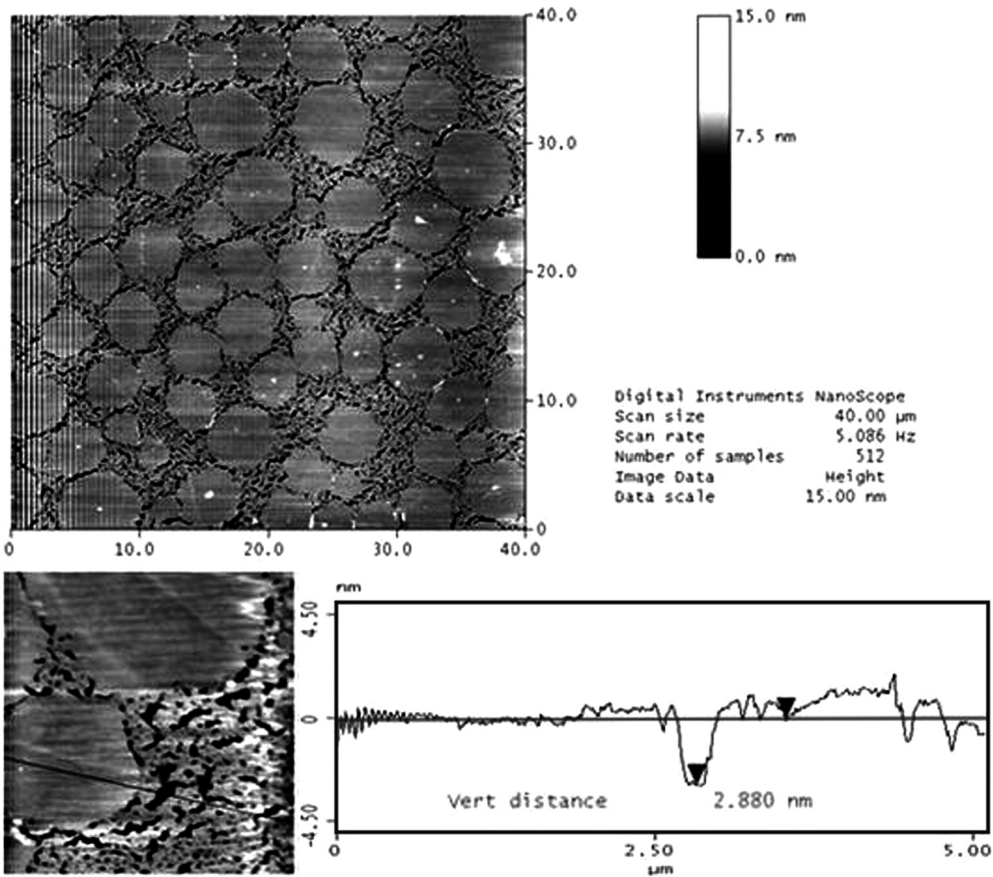 40.0
30.0
20.0
10.0
0
0 10.0 20.0 30.0 40.0
15.0 nm
7.5 nm
0.0 nm
Digital Instruments NanoScope
Scan size 40.00 µm
Scan rate 5.086 Hz
Number of samples 512
Image Data Height
Data scale 15.00 nm
nm
4.50
0
-4.50
Vert distance 2.880 nm
0 2.50 5.00
µm